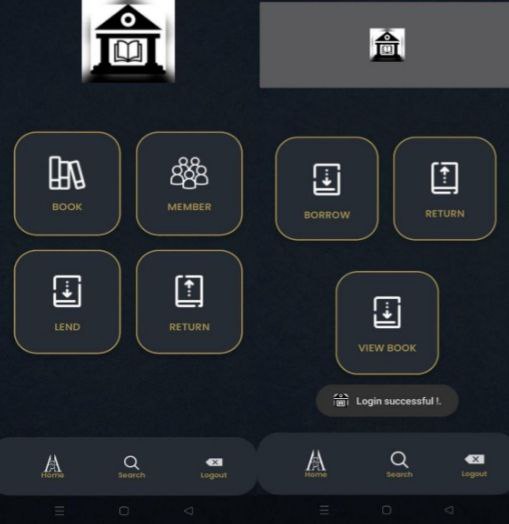 BOOK
MEMBER
LEND
RETURN
Home
Search
Logout
BORROW
RETURN
VIEW BOOK
Login successful !.
Home
Search
Logout